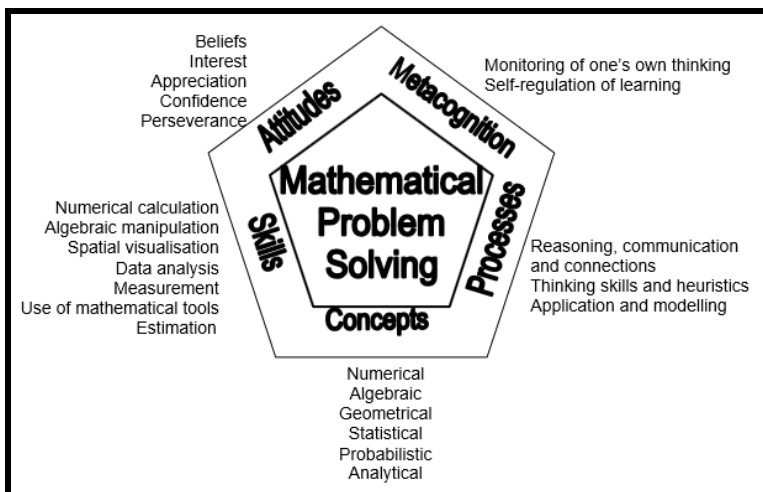 Beliefs
Interest
Appreciation
Confidence
Perseverance
Attitudes
Metacognition
Monitoring of one's own thinking
Self-regulation of learning
Mathematical
Problem
Solving
Numerical calculation
Algebraic manipulation
Spatial visualisation
Data analysis
Measurement
Use of mathematical tools
Estimation
Skills
Processes
Reasoning, communication
and connections
Thinking skills and heuristics
Application and modelling
Concepts
Numerical
Algebraic
Geometrical
Statistical
Probabilistic
Analytical